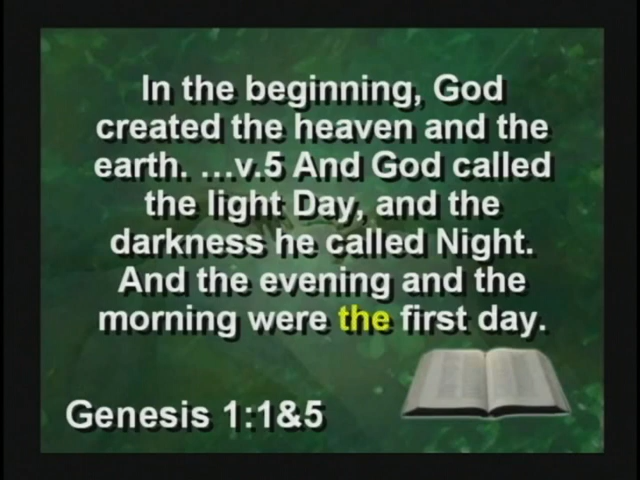 In the beginning, God
created the heaven and the
earth. ...v.5 And God called
the light Day, and the
darkness he called Night.
And the evening and the
morning were the first day.
Genesis 1:1&5